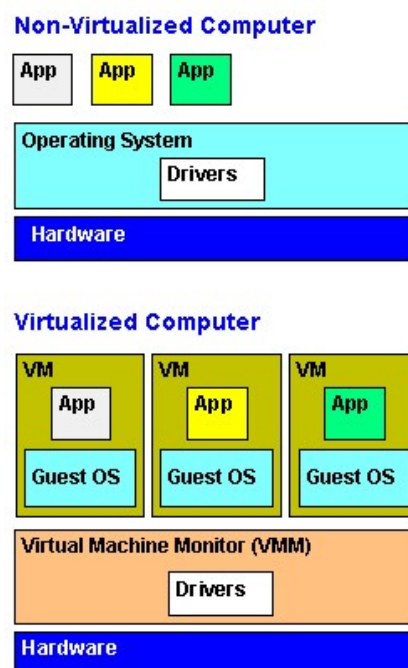 Non-Virtualized Computer
App App App
Operating System
Drivers
Hardware
Virtualized Computer
VM VM VM
App App App
Guest OS Guest OS Guest OS
Virtual Machine Monitor (VMM)
Drivers
Hardware